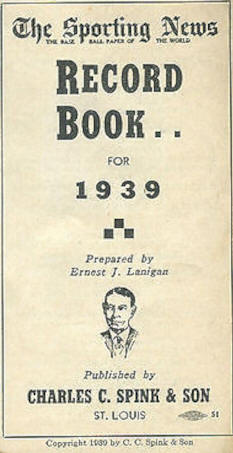 The Sporting News
THE BASE BALL PAPER OF THE WORLD
RECORD
BOOK..
FOR
1939
Prepared by
Ernest J. Lanigan
Published by
CHARLES C. SPINK & SON
ST. LOUIS 51
Copyright 1939 by C. C. Spink & Son